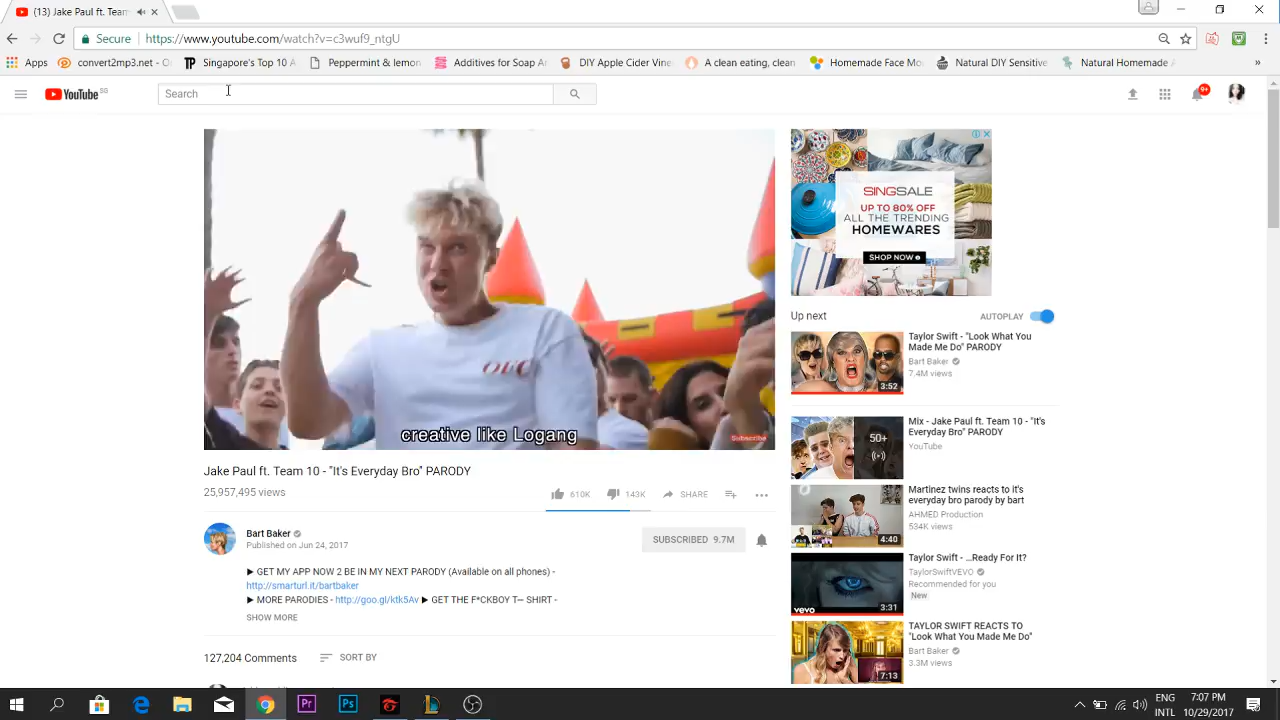 (13) Jake Paul ft. Team
Secure
https://www.youtube.com/watch?v=c3wuf9_ntgU
Apps
convert2mp3.net - Or
Singapore's Top 10 A
Peppermint & lemon
Additives for Soap Ar
DIY Apple Cider Vine
A clean eating, clean
Homemade Face Ma
Natural DIY Sensitive
Natural Homemade
»
YouTube SG
Search
9+
SINGSALE
UP TO 80% OFF
ALL THE TRENDING
HOMEWARES
SHOP NOW
creative like Logang
Subscribe
Jake Paul ft. Team 10 - "It's Everyday Bro" PARODY
25,957,495 views
610K
143K
SHARE
Bart Baker
Published on Jun 24, 2017
SUBSCRIBED 9.7M
▶ GET MY APP NOW 2 BE IN MY NEXT PARODY (Available on all phones) -
http://smarturl.it/bartbaker
▶ MORE PARODIES - http://goo.gl/ktk5Av ▶ GET THE F*CKBOY T— SHIRT -
SHOW MORE
127,204 Comments
SORT BY
Up next
AUTOPLAY
Taylor Swift - "Look What You
Made Me Do" PARODY
Bart Baker
7.4M views
3:52
Mix - Jake Paul ft. Team 10 - "It's
Everyday Bro" PARODY
YouTube
50+
Martinez twins reacts to it's
everyday bro parody by bart
AHMED Production
534K views
4:40
Taylor Swift - ...Ready For It?
TaylorSwiftVEVO
Recommended for you
New
vevo
3:31
TAYLOR SWIFT REACTS TO
"Look What You Made Me Do"
Bart Baker
3.3M views
7:13
Pr
Ps
ENG
INTL
7:07 PM
10/29/2017